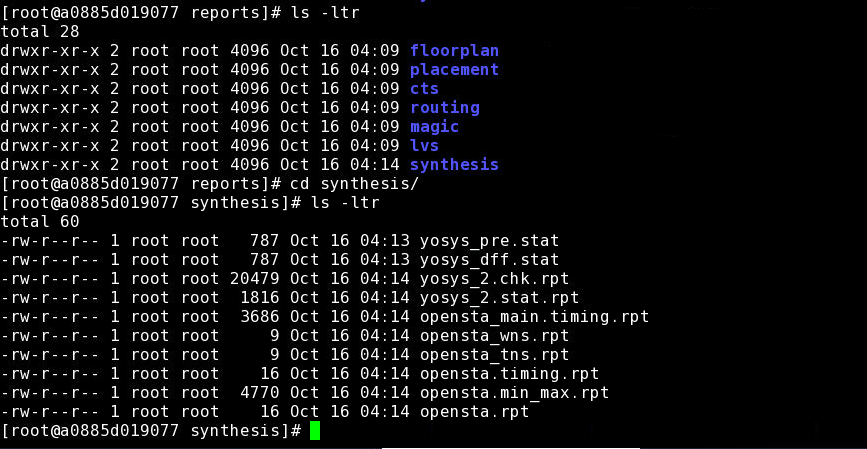 [root@a0885d019077 reports]# ls -ltr
total 28
drwxr-xr-x 2 root root 4096 Oct 16 04:09 floorplan
drwxr-xr-x 2 root root 4096 Oct 16 04:09 placement
drwxr-xr-x 2 root root 4096 Oct 16 04:09 cts
drwxr-xr-x 2 root root 4096 Oct 16 04:09 routing
drwxr-xr-x 2 root root 4096 Oct 16 04:09 magic
drwxr-xr-x 2 root root 4096 Oct 16 04:09 lvs
drwxr-xr-x 2 root root 4096 Oct 16 04:14 synthesis
[root@a0885d019077 reports]# cd synthesis/
[root@a0885d019077 synthesis]# ls -ltr
total 60
-rw-r--r-- 1 root root   787 Oct 16 04:13 yosys_pre.stat
-rw-r--r-- 1 root root   787 Oct 16 04:13 yosys_dff.stat
-rw-r--r-- 1 root root 20479 Oct 16 04:14 yosys_2.chk.rpt
-rw-r--r-- 1 root root  1816 Oct 16 04:14 yosys_2.stat.rpt
-rw-r--r-- 1 root root  3686 Oct 16 04:14 opensta_main.timing.rpt
-rw-r--r-- 1 root root     9 Oct 16 04:14 opensta_wns.rpt
-rw-r--r-- 1 root root     9 Oct 16 04:14 opensta_tns.rpt
-rw-r--r-- 1 root root    16 Oct 16 04:14 opensta.timing.rpt
-rw-r--r-- 1 root root  4770 Oct 16 04:14 opensta.min_max.rpt
-rw-r--r-- 1 root root    16 Oct 16 04:14 opensta.rpt
[root@a0885d019077 synthesis]#